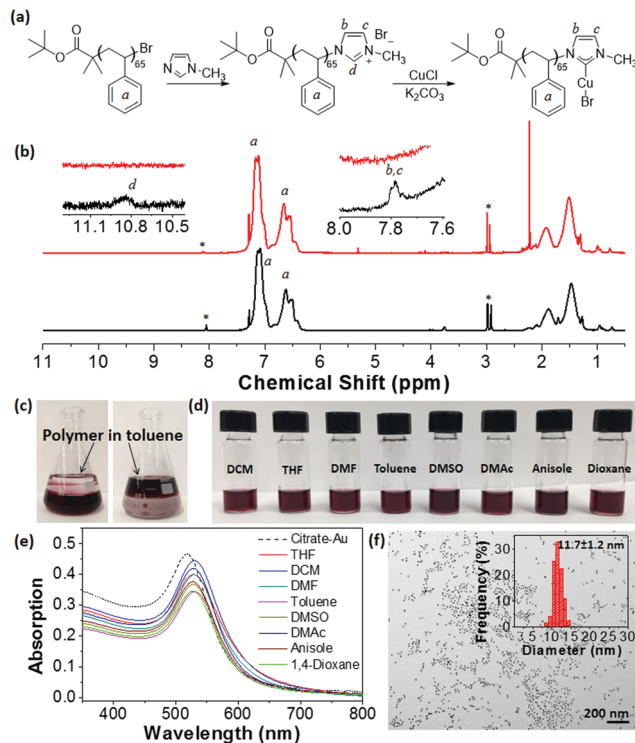 (a)
O
O
Br
65
a
N
N
CH₃
O
O
65
a
b
c
Br⁻
N
N
+
CH₃
d
CuCl
K₂CO₃
O
O
65
a
b
c
N
N
CH₃
Cu
Br
(b)
d
11.1 10.8 10.5
a
a
b,c
8.0 7.8 7.6
*
*
a
a
*
*
11 10 9 8 7 6 5 4 3 2 1
Chemical Shift (ppm)
(c)
Polymer in toluene
(d)
DCM THF DMF Toluene DMSO DMAc Anisole Dioxane
(e)
Absorption
0.5
0.4
0.3
0.2
0.1
0.0
400 500 600 700 800
Wavelength (nm)
Citrate-Au
THF
DCM
DMF
Toluene
DMSO
DMAc
Anisole
1,4-Dioxane
(f)
Frequency (%)
30
20
10
0
11.7±1.2 nm
0 5 10 15 20 25 30
Diameter (nm)
200 nm